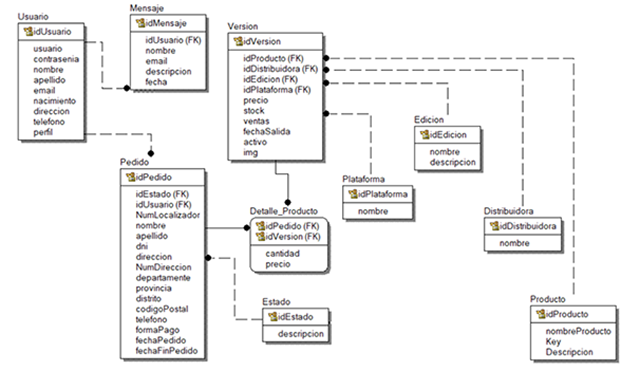 Usuario
idUsuario
usuario
contrasenia
nombre
apellido
email
nacimiento
direccion
telefono
perfil
Mensaje
idMensaje
idUsuario (FK)
nombre
email
descripcion
fecha
Version
idVersion
idProducto (FK)
idDistribuidora (FK)
idEdicion (FK)
idPlataforma (FK)
precio
stock
ventas
fechaSalida
activo
img
Edicion
idEdicion
nombre
descripcion
Plataforma
idPlataforma
nombre
Distribuidora
idDistribuidora
nombre
Pedido
idPedido
idEstado (FK)
idUsuario (FK)
NumLocalizador
nombre
apellido
dni
direccion
NumDireccion
departamente
provincia
distrito
codigoPostal
telefono
formaPago
fechaPedido
fechaFinPedido
Detalle_Producto
idPedido (FK)
idVersion (FK)
cantidad
precio
Estado
idEstado
descripcion
Producto
idProducto
nombreProducto
Key
Descripcion